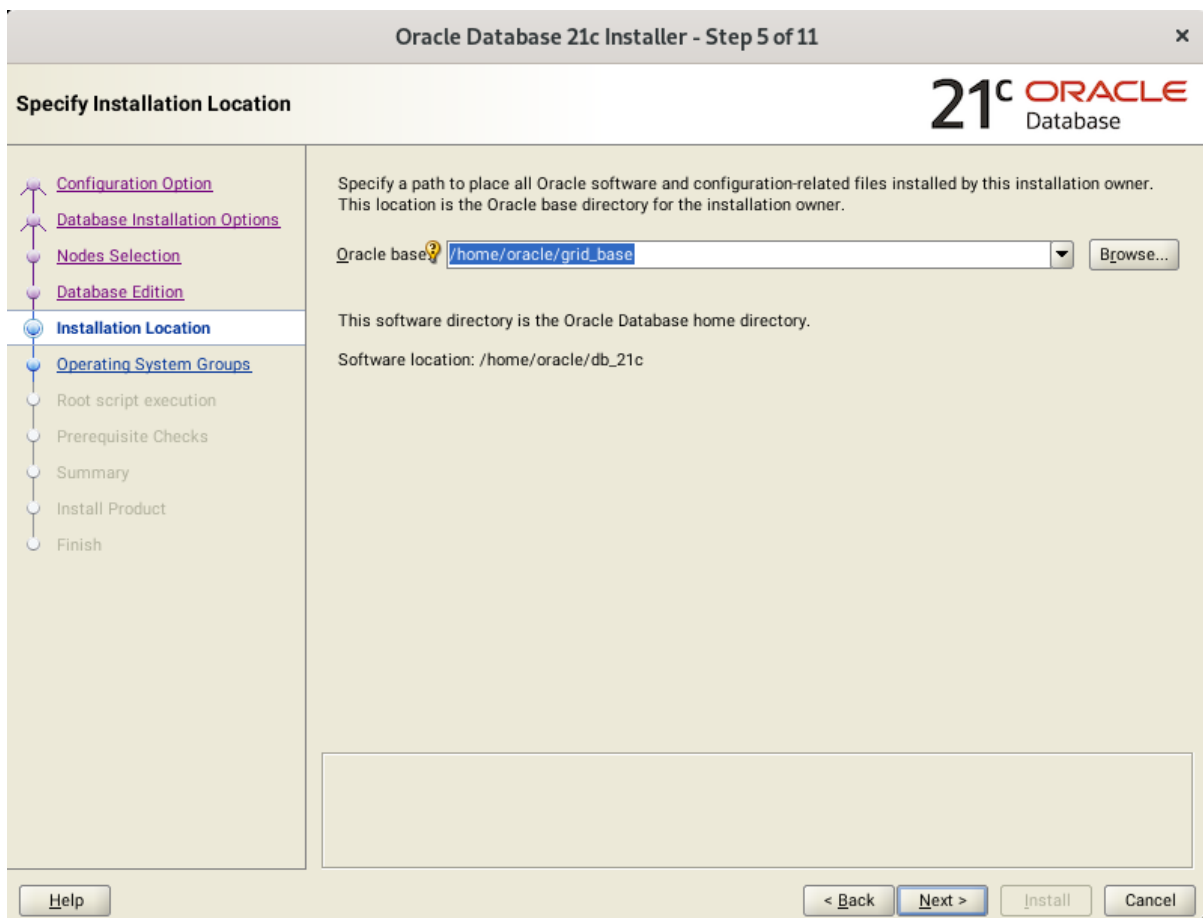 Oracle Database 21c Installer - Step 5 of 11
×
Specify Installation Location
21c ORACLE
Database
Configuration Option
Database Installation Options
Nodes Selection
Database Edition
Installation Location
Operating System Groups
Root script execution
Prerequisite Checks
Summary
Install Product
Finish
Specify a path to place all Oracle software and configuration-related files installed by this installation owner.
This location is the Oracle base directory for the installation owner.
Oracle base /home/oracle/grid_base Browse...
This software directory is the Oracle Database home directory.
Software location: /home/oracle/db_21c
Help < Back Next > Install Cancel